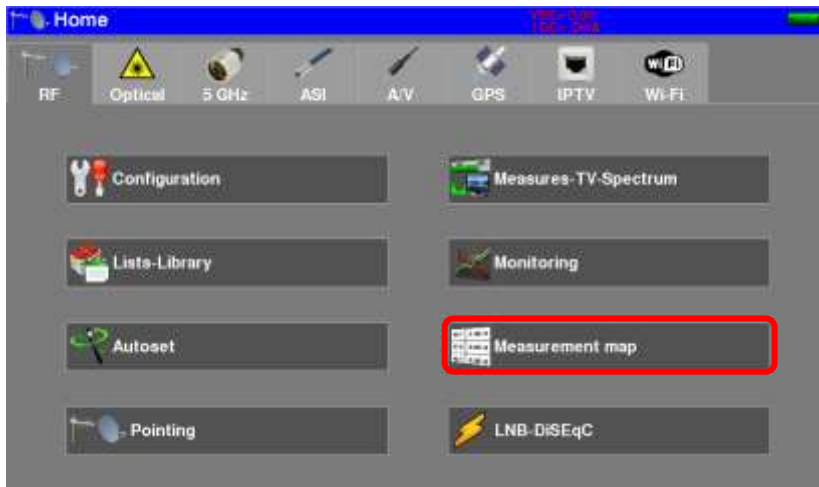 Home
RF Optical 5 GHz ASI A/V GPS IPTV Wi-Fi
Configuration Measures-TV-Spectrum
Lists-Library Monitoring
Autoset Measurement map
Pointing LNB-DiSEqC